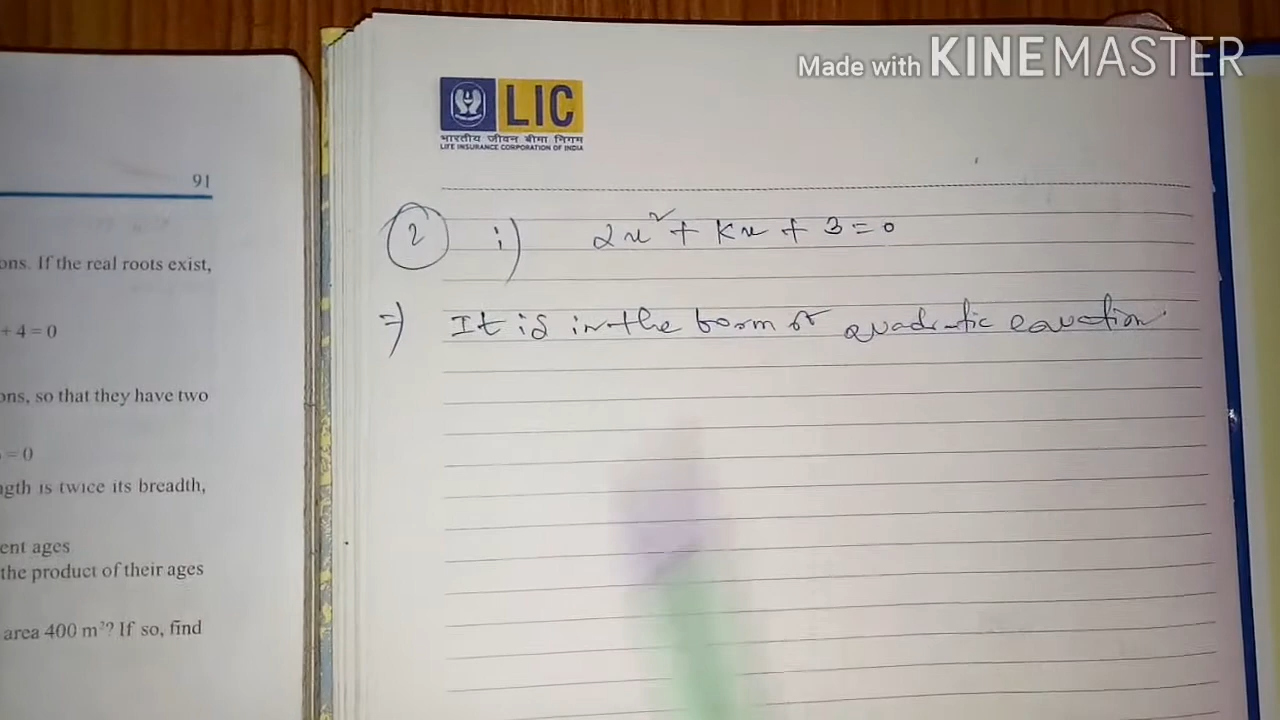 Made with KINEMASTER
LIC
भारतीय जीवन बीमा निगम
LIFE INSURANCE CORPORATION OF INDIA
91
ons. If the real roots exist,
+ 4 = 0
ons, so that they have two
= 0
gth is twice its breadth,
ent ages
the product of their ages
area 400 m²? If so, find
2 i) 2x² + Kx + 3 = 0
⇒ It is in the form of quadratic equation